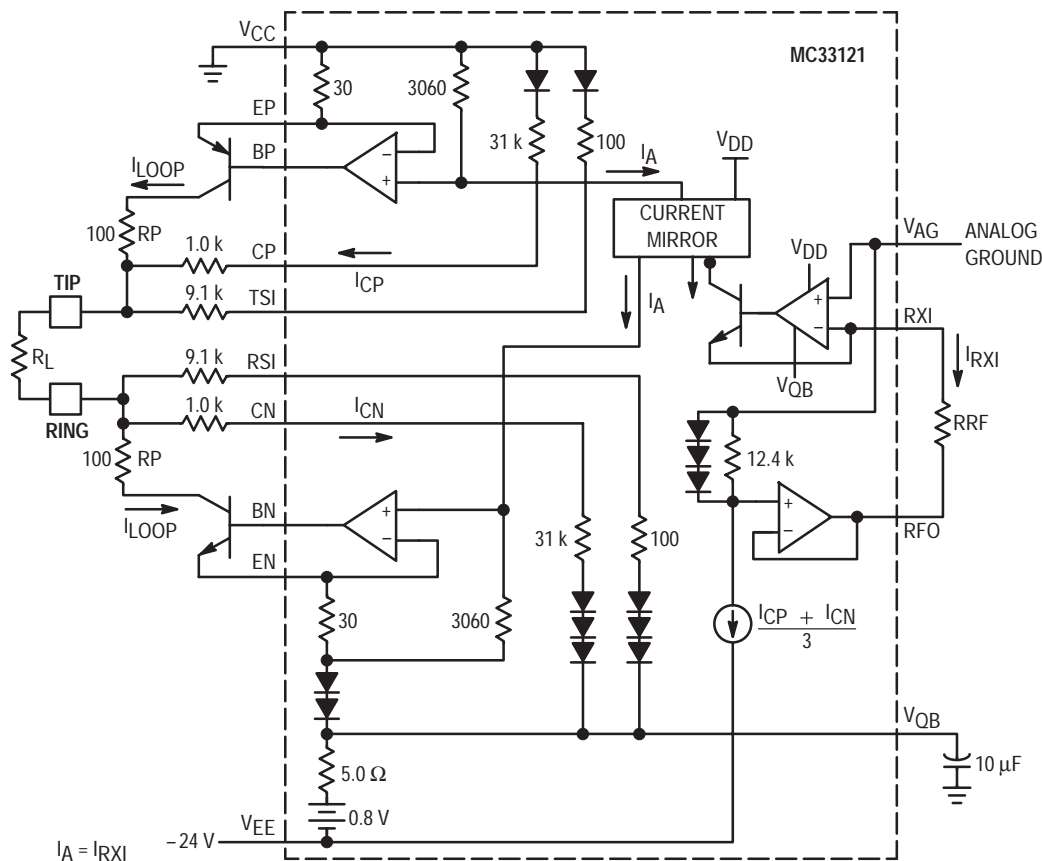 VCC
MC33121
30
3060
EP
31 k
100
BP
−
+
ILOOP
IA
VDD
CURRENT
MIRROR
VAG
ANALOG
GROUND
100
RP
1.0 k
CP
ICP
VDD
TIP
9.1 k
TSI
IA
+
−
RXI
RL
9.1 k
RSI
VQB
IRXI
RING
1.0 k
CN
ICN
RRF
100
RP
12.4 k
ILOOP
BN
+
−
31 k
100
+
−
RFO
EN
30
3060
ICP + ICN
3
VQB
5.0 Ω
10 µF
0.8 V
VEE
−24 V
IA = IRXI